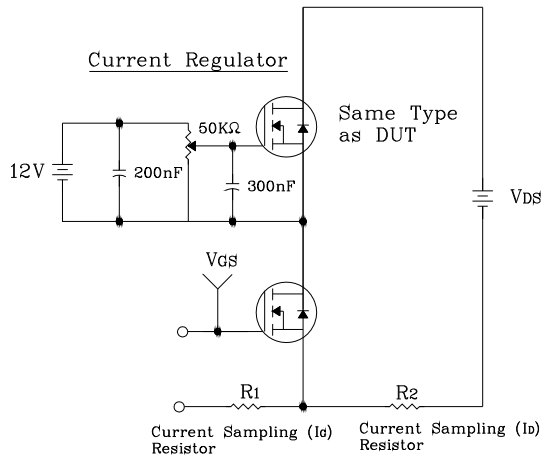 Current Regulator
Same Type
as DUT
50KΩ
12V
200nF
300nF
VDS
VGS
R1
R2
Current Sampling (IG)
Resistor
Current Sampling (ID)
Resistor